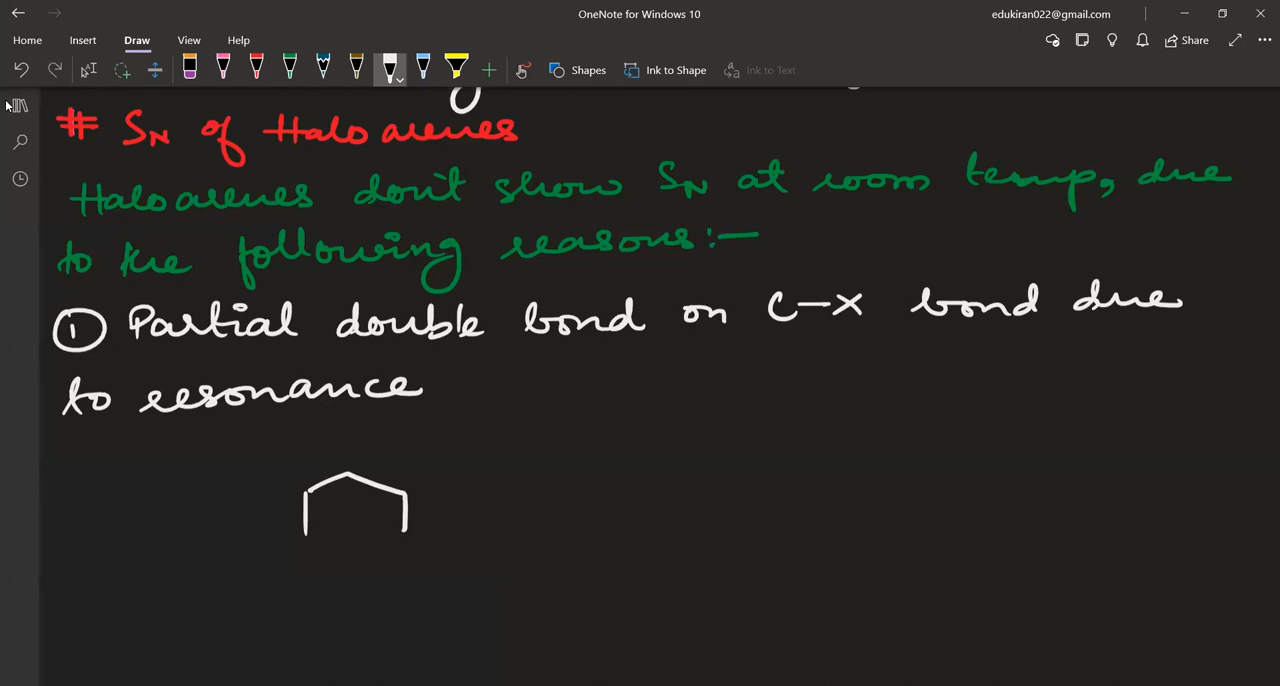 OneNote for Windows 10
edukiran022@gmail.com
Home Insert Draw View Help
Share
Shapes Ink to Shape Ink to Text
# SN of Haloarenes
Haloarenes don't show SN at room temp, due
to the following reasons:—
① Partial double bond on C—X bond due
to resonance